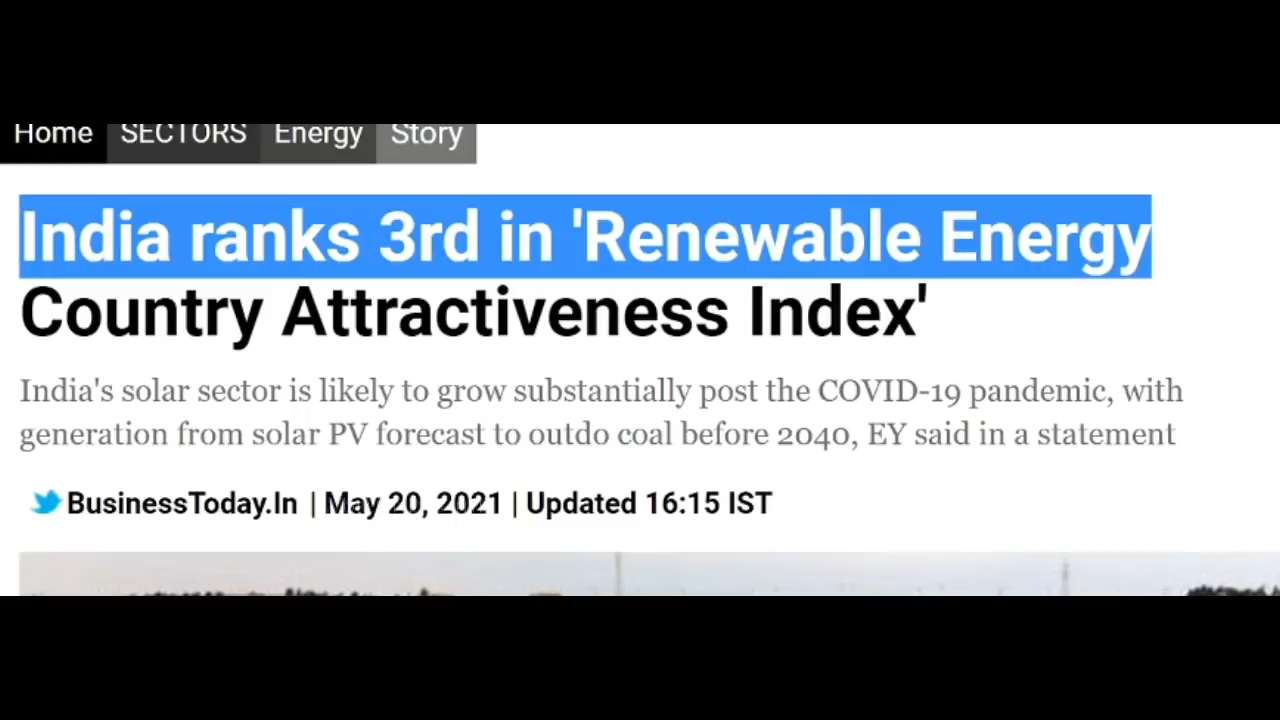 Home SECTORS Energy Story
India ranks 3rd in 'Renewable Energy
Country Attractiveness Index'
India's solar sector is likely to grow substantially post the COVID-19 pandemic, with
generation from solar PV forecast to outdo coal before 2040, EY said in a statement
BusinessToday.In | May 20, 2021 | Updated 16:15 IST